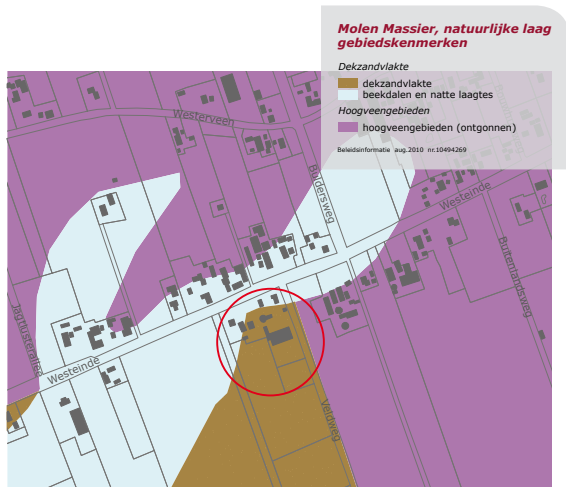 Molen Massier, natuurlijke laag
gebiedskenmerken
Dekzandvlakte
dekzandvlakte
beekdalen en natte laagtes
Hoogveengebieden
hoogveengebieden (ontgonnen)
Beleidsinformatie aug.2010 nr.10494269
Westerveen
Boldersweg
Westeinde
Buitenlandsweg
Jagtlusterallee
Westeinde
Veldweg